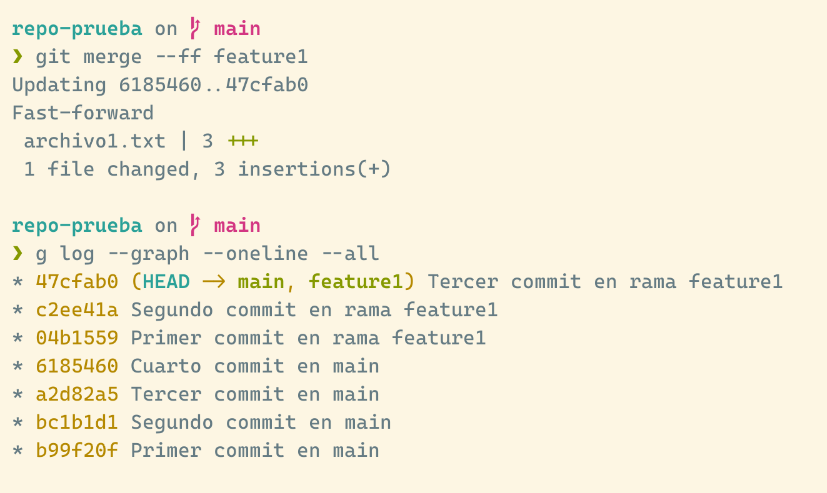 repo-prueba on main
❯ git merge --ff feature1
Updating 6185460..47cfab0
Fast-forward
archivo1.txt | 3 +++
1 file changed, 3 insertions(+)
repo-prueba on main
❯ g log --graph --oneline --all
* 47cfab0 (HEAD -> main, feature1) Tercer commit en rama feature1
* c2ee41a Segundo commit en rama feature1
* 04b1559 Primer commit en rama feature1
* 6185460 Cuarto commit en main
* a2d82a5 Tercer commit en main
* bc1b1d1 Segundo commit en main
* b99f20f Primer commit en main